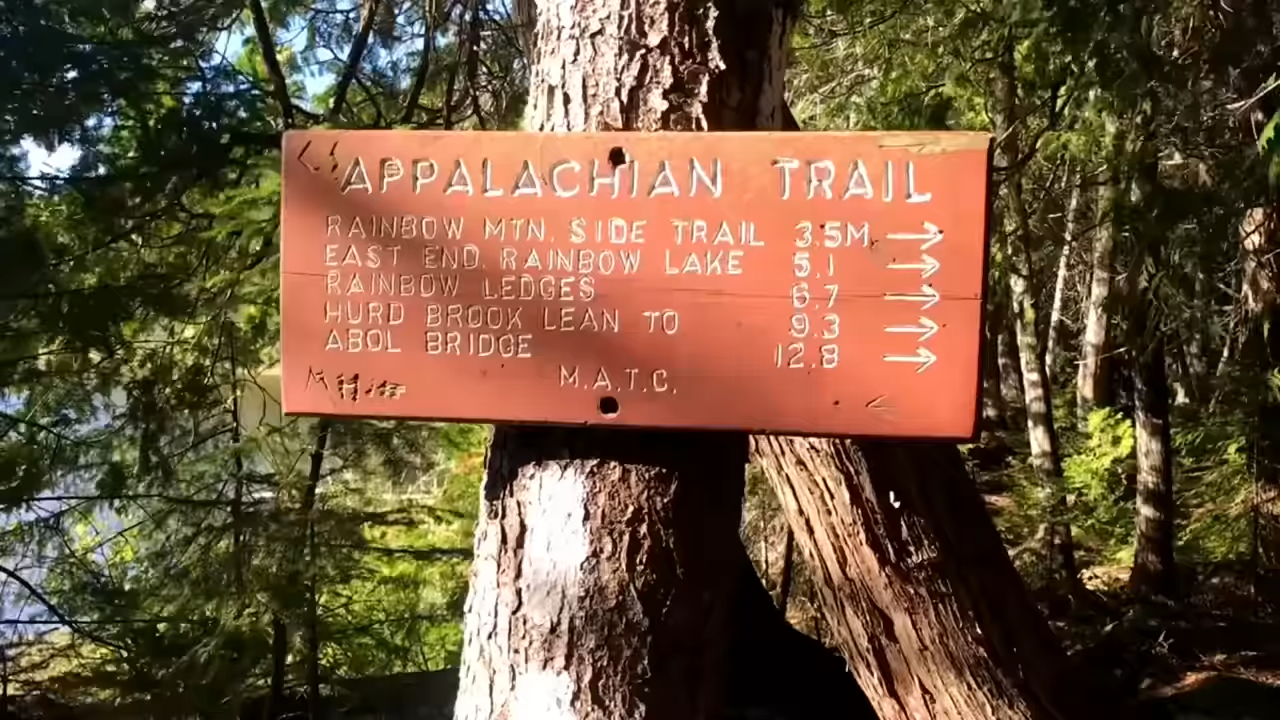 APPALACHIAN TRAIL
RAINBOW MTN. SIDE TRAIL 3.5M. →
EAST END RAINBOW LAKE 5.1 →
RAINBOW LEDGES 6.7 →
HURD BROOK LEAN TO 9.3 →
ABOL BRIDGE 12.8 →
M.A.T.C.